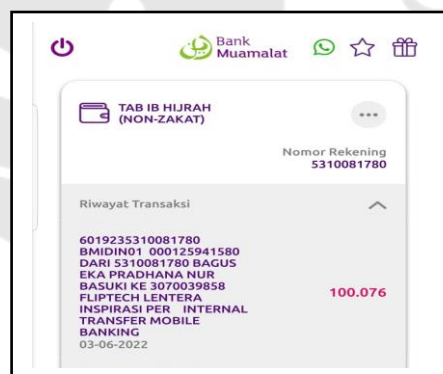 Bank
Muamalat
TAB IB HIJRAH
(NON-ZAKAT)
Nomor Rekening
5310081780
Riwayat Transaksi
6019235310081780
BMIDIN01 000125941580
DARI 5310081780 BAGUS
EKA PRADHANA NUR
BASUKI KE 3070039858
FLIPTECH LENTERA
INSPIRASI PER INTERNAL
TRANSFER MOBILE
BANKING
100.076
03-06-2022